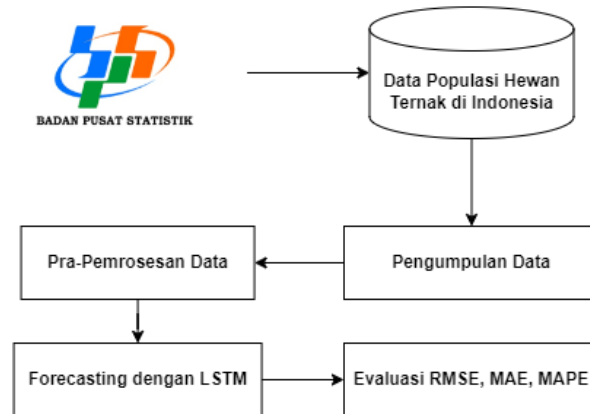 BADAN PUSAT STATISTIK
Data Populasi Hewan
Ternak di Indonesia
Pra-Pemrosesan Data
Pengumpulan Data
Forecasting dengan LSTM
Evaluasi RMSE, MAE, MAPE